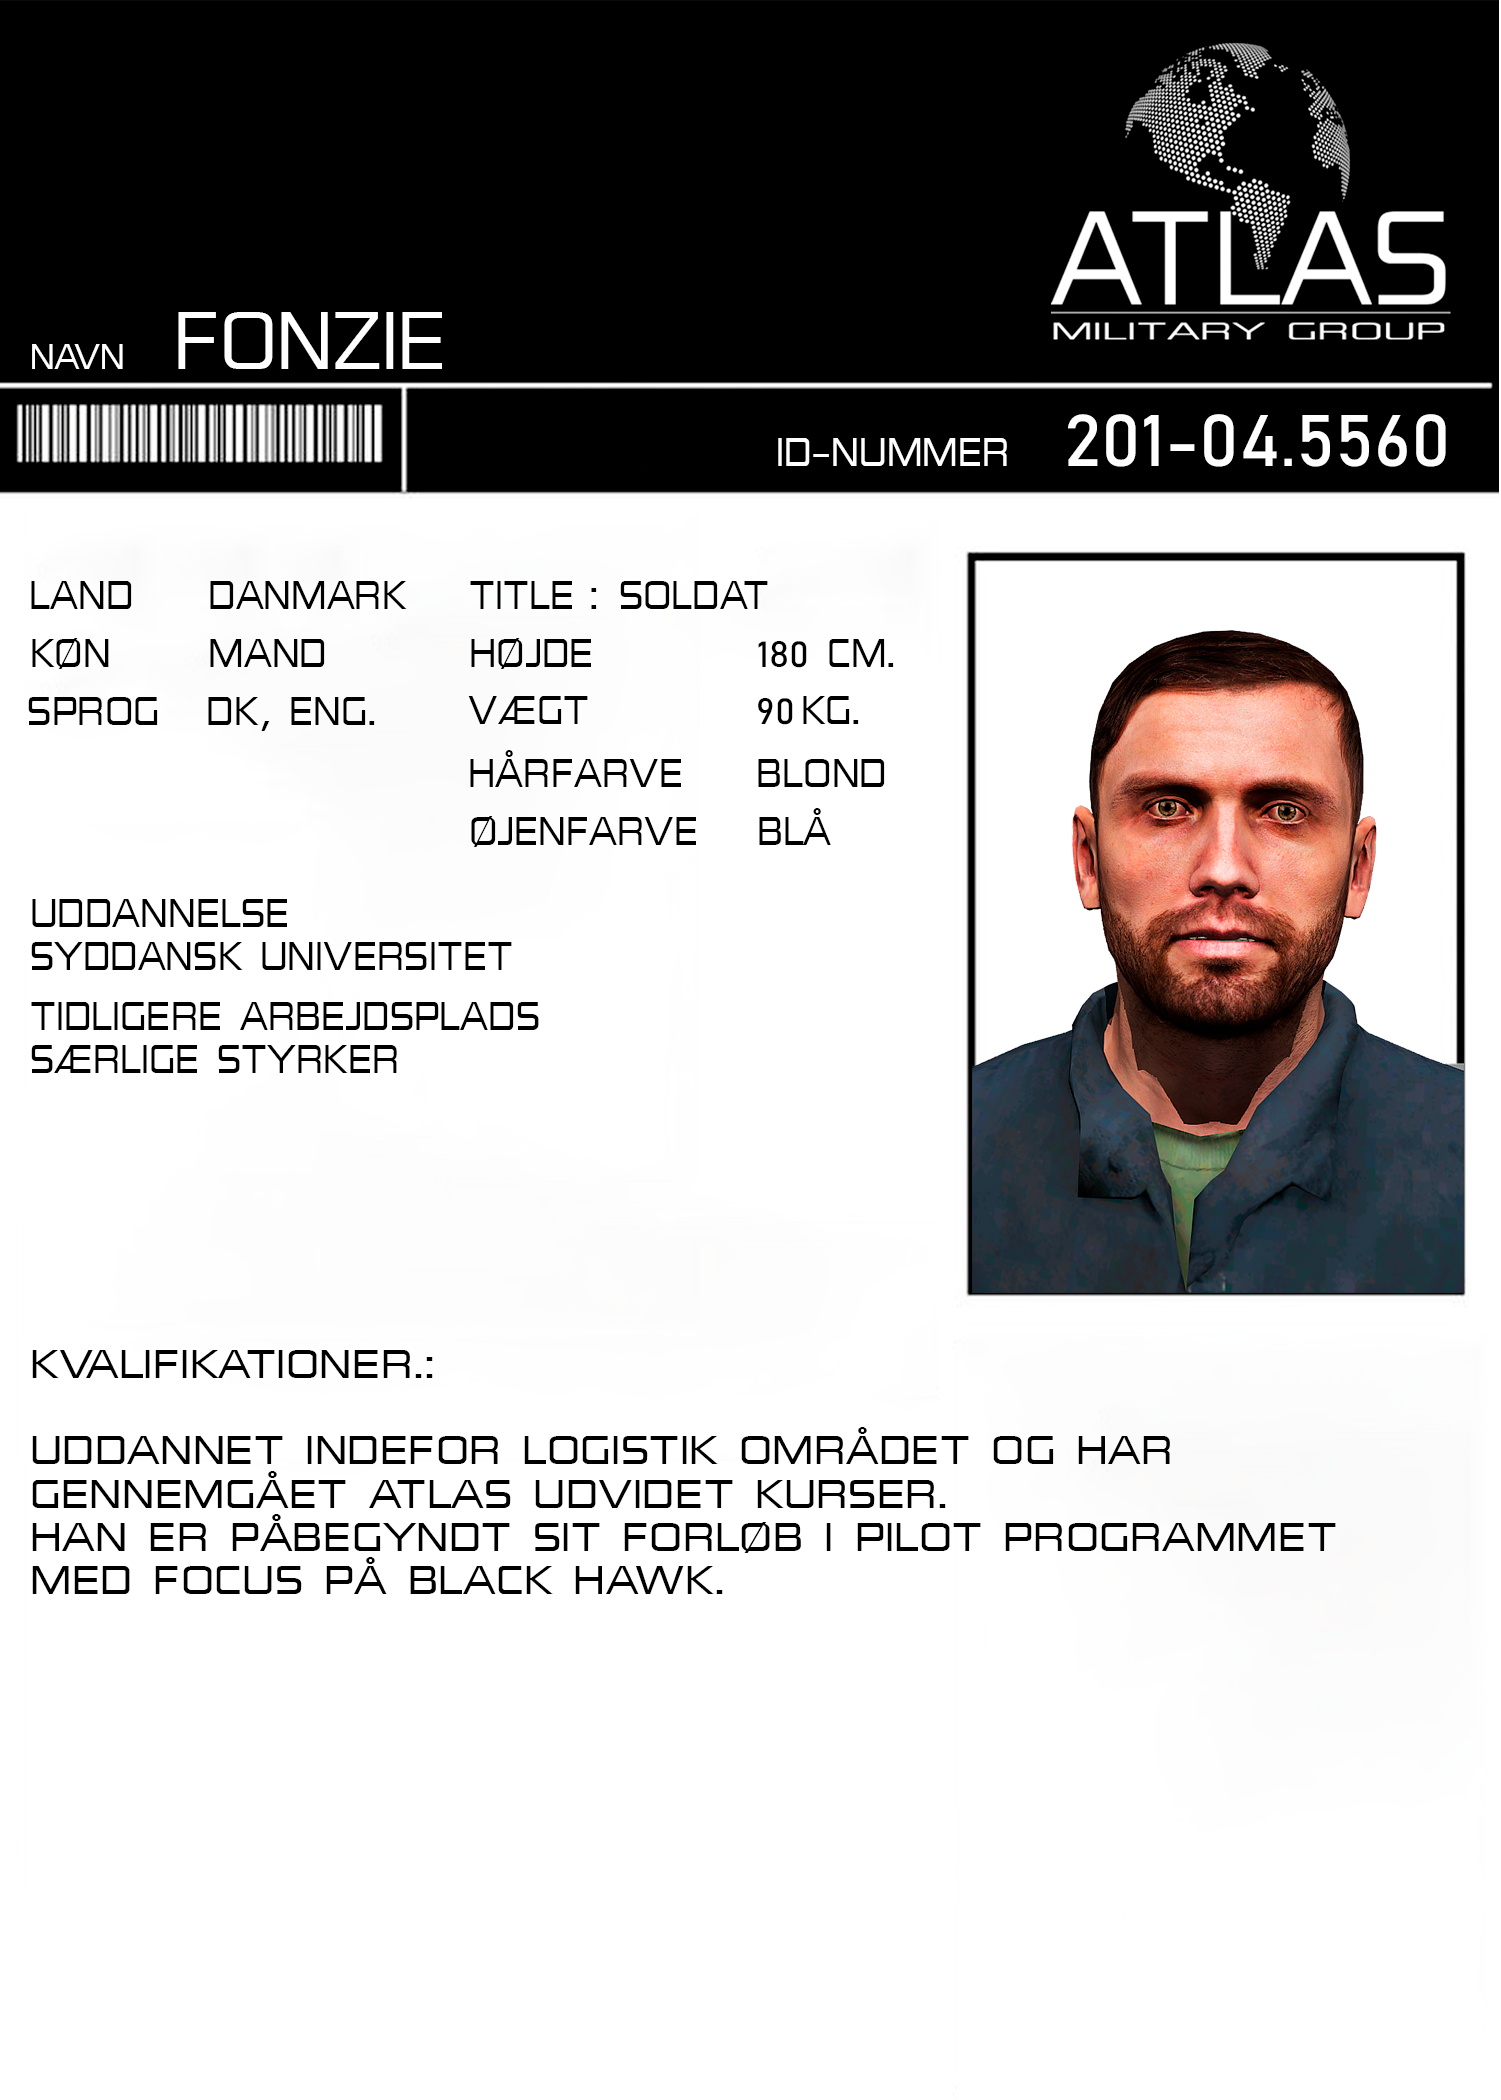 ATLAS
MILITARY GROUP
NAVN FONZIE
ID-NUMMER 201-04.5560
LAND DANMARK TITLE : SOLDAT
KØN MAND HØJDE 180 CM.
SPROG DK, ENG. VÆGT 90 KG.
HÅRFARVE BLOND
ØJENFARVE BLÅ
UDDANNELSE
SYDDANSK UNIVERSITET
TIDLIGERE ARBEJDSPLADS
SÆRLIGE STYRKER
KVALIFIKATIONER.:
UDDANNET INDEFOR LOGISTIK OMRÅDET OG HAR
GENNEMGÅET ATLAS UDVIDET KURSER.
HAN ER PÅBEGYNDT SIT FORLØB I PILOT PROGRAMMET
MED FOCUS PÅ BLACK HAWK.